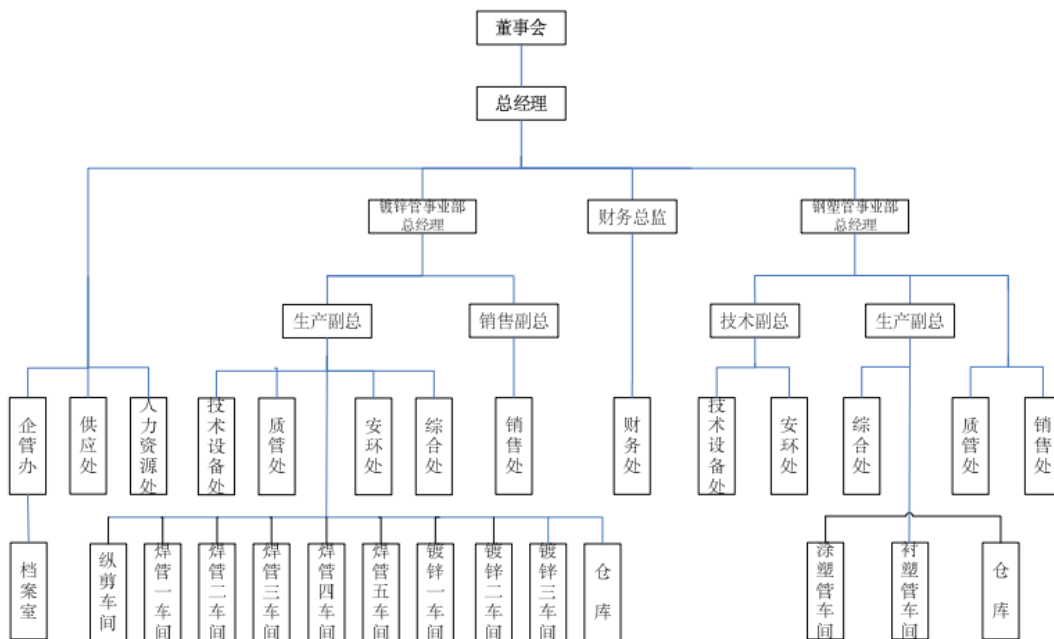 董事会
总经理
镀锌管事业部
总经理
财务总监
钢塑管事业部
总经理
生产副总
销售副总
技术副总
生产副总
企管办
供应处
人力资源处
技术设备处
质管处
安环处
综合处
销售处
财务处
技术设备处
安环处
综合处
质管处
销售处
档案室
纵剪车间
焊管一车间
焊管二车间
焊管三车间
焊管四车间
焊管五车间
镀锌一车间
镀锌二车间
镀锌三车间
仓库
涂塑管车间
衬塑管车间
仓库